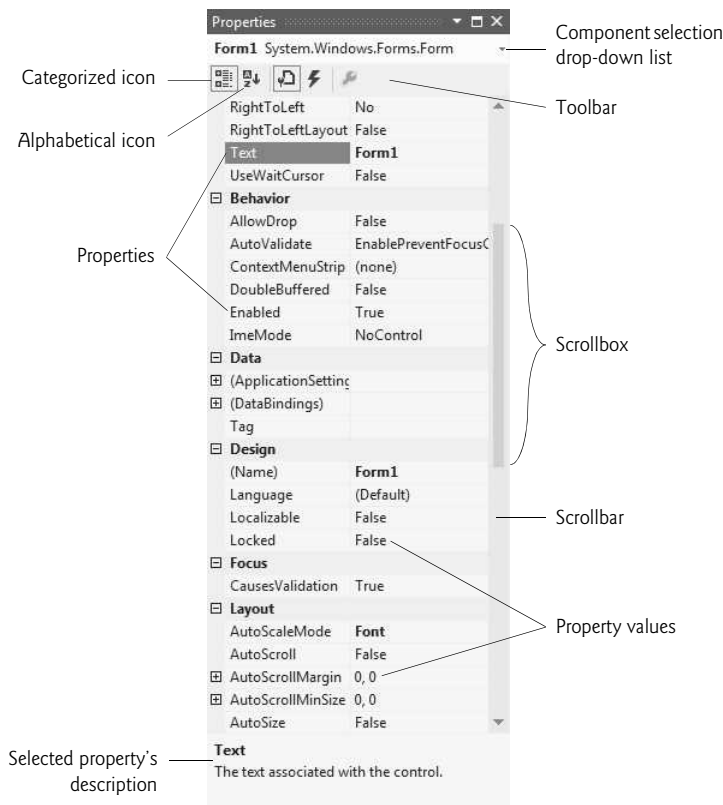 Properties
Form1 System.Windows.Forms.Form
Component selection
drop-down list
Categorized icon
Toolbar
Alphabetical icon
RightToLeft No
RightToLeftLayout False
Text Form1
UseWaitCursor False
Behavior
AllowDrop False
AutoValidate EnablePreventFocusC
Properties
ContextMenuStrip (none)
DoubleBuffered False
Enabled True
ImeMode NoControl
Scrollbox
Data
(ApplicationSetting
(DataBindings)
Tag
Design
(Name) Form1
Language (Default)
Localizable False
Scrollbar
Locked False
Focus
CausesValidation True
Layout
AutoScaleMode Font
Property values
AutoScroll False
AutoScrollMargin 0, 0
AutoScrollMinSize 0, 0
AutoSize False
Selected property's
description
Text
The text associated with the control.